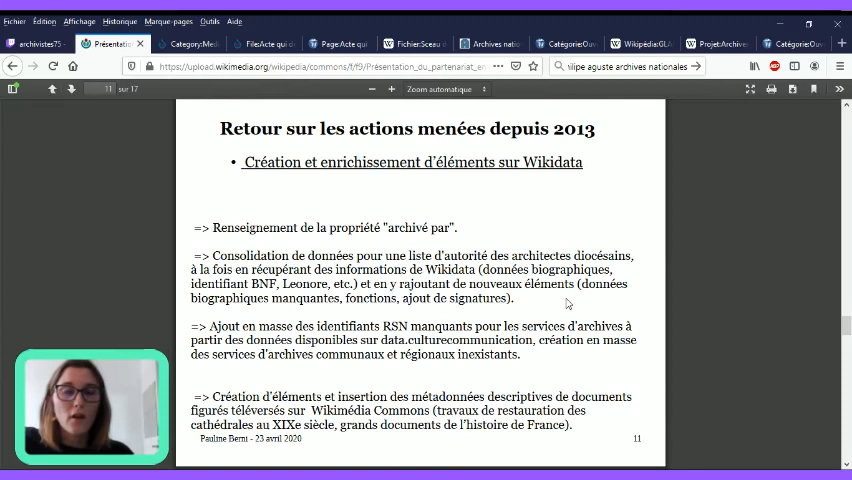 Fichier Édition Affichage Historique Marque-pages Outils Aide
archivistes75 - Présentation Category:Med File:Acte qui de Page:Acte qui Fichier:Sceau ti Archives natio Catégorie:Ouv Wikipédia:GLA Projet:Archives Catégorie:Ouv
https://upload.wikimedia.org/wikipedia/commons/f/f9/Présentation_du_partenariat_en hilipe aguste archives nationales
11 sur 17 Zoom automatique
Retour sur les actions menées depuis 2013
• Création et enrichissement d'éléments sur Wikidata
=> Renseignement de la propriété "archivé par".
=> Consolidation de données pour une liste d'autorité des architectes diocésains,
à la fois en récupérant des informations de Wikidata (données biographiques,
identifiant BNF, Leonore, etc.) et en y rajoutant de nouveaux éléments (données
biographiques manquantes, fonctions, ajout de signatures).
=> Ajout en masse des identifiants RSN manquants pour les services d'archives à
partir des données disponibles sur data.culturecommunication, création en masse
des services d'archives communaux et régionaux inexistants.
=> Création d'éléments et insertion des métadonnées descriptives de documents
figurés téléversés sur Wikimédia Commons (travaux de restauration des
cathédrales au XIXe siècle, grands documents de l'histoire de France).
Pauline Berni - 23 avril 2020 11